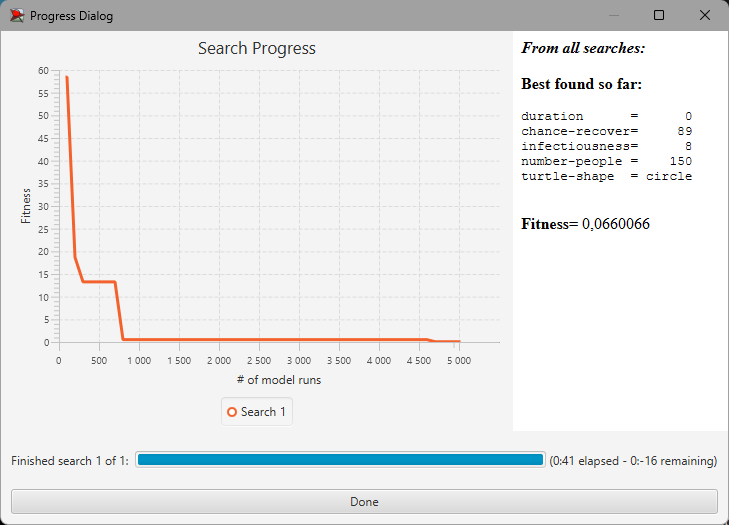 Progress Dialog
Search Progress
Fitness
60
55
50
45
40
35
30
25
20
15
10
5
0
0 500 1 000 1 500 2 000 2 500 3 000 3 500 4 000 4 500 5 000
# of model runs
Search 1
From all searches:
Best found so far:
duration = 0
chance-recover= 89
infectiousness= 8
number-people = 150
turtle-shape = circle
Fitness= 0,0660066
Finished search 1 of 1: (0:41 elapsed - 0:-16 remaining)
Done